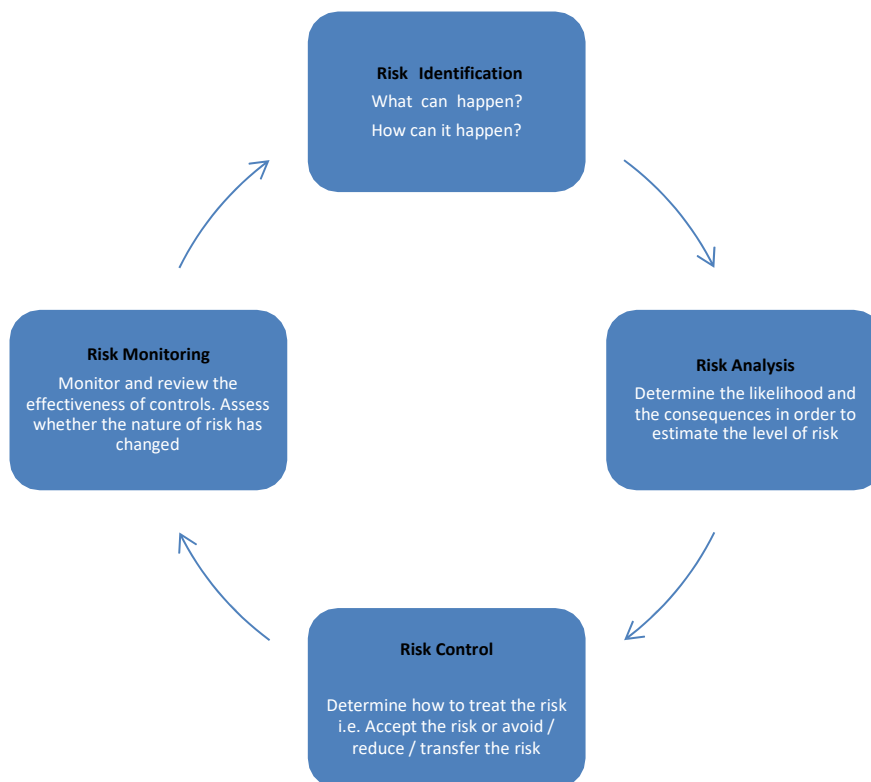 Risk Identification
What can happen?
How can it happen?
Risk Monitoring
Monitor and review the
effectiveness of controls. Assess
whether the nature of risk has
changed
Risk Analysis
Determine the likelihood and
the consequences in order to
estimate the level of risk
Risk Control
Determine how to treat the risk
i.e. Accept the risk or avoid /
reduce / transfer the risk